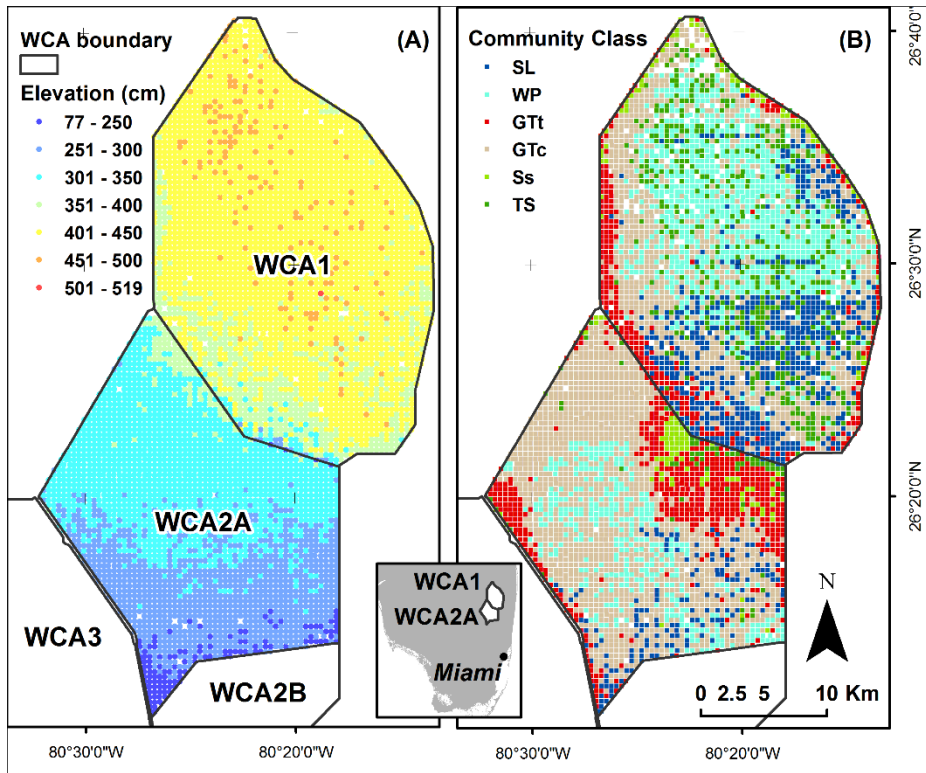 WCA boundary
Elevation (cm)
77 - 250
251 - 300
301 - 350
351 - 400
401 - 450
451 - 500
501 - 519
(A)
WCA1
WCA2A
WCA3
WCA2B
80°30'0"W
80°20'0"W
WCA1
WCA2A
Miami
Community Class
SL
WP
GTt
GTc
Ss
TS
(B)
26°40'0"
26°30'0"N
26°20'0"N
N
0 2.5 5 10 Km
80°30'0"W
80°20'0"W